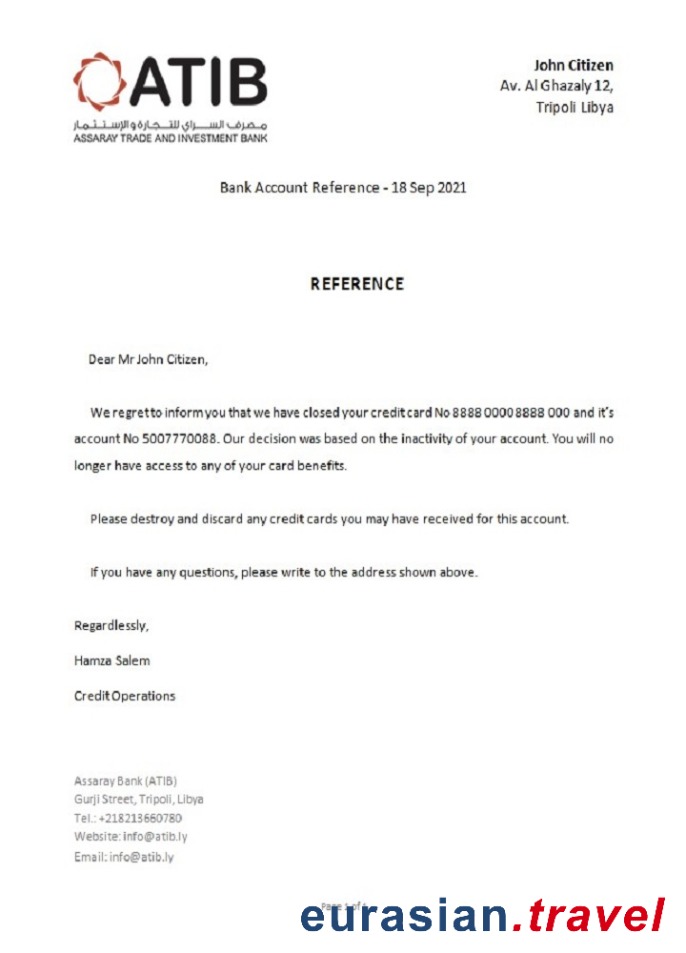 ATIB
مصرف السراي للتجارة والإستثمار
ASSARAY TRADE AND INVESTMENT BANK
John Citizen
Av. Al Ghazaly 12,
Tripoli Libya
Bank Account Reference - 18 Sep 2021
REFERENCE
Dear Mr John Citizen,
We regret to inform you that we have closed your credit card No 8888 0000 8888 000 and it's
account No 5007770088. Our decision was based on the inactivity of your account. You will no
longer have access to any of your card benefits.
Please destroy and discard any credit cards you may have received for this account.
If you have any questions, please write to the address shown above.
Regardlessly,
Hamza Salem
Credit Operations
Assaray Bank (ATIB)
Gurji Street, Tripoli, Libya
Tel.: +218213660780
Website: info@atib.ly
Email: info@atib.ly
Page 1 of
eurasian.travel